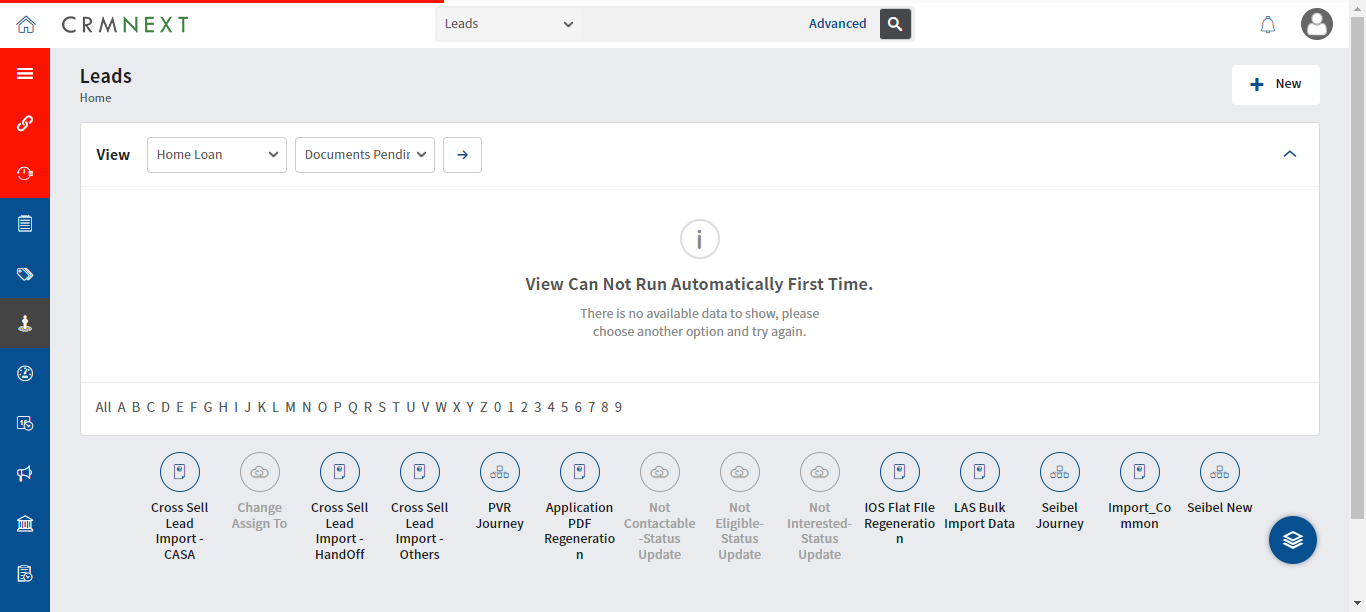 CRMNEXT
Leads
Advanced
Leads
Home
New
View
Home Loan
Documents Pendir
i
View Can Not Run Automatically First Time.
There is no available data to show, please
choose another option and try again.
All A B C D E F G H I J K L M N O P Q R S T U V W X Y Z 0 1 2 3 4 5 6 7 8 9
Cross Sell
Lead
Import -
CASA
Change
Assign To
Cross Sell
Lead
Import -
HandOff
Cross Sell
Lead
Import -
Others
PVR
Journey
Application
PDF
Regeneratio
n
Not
Contactable
-Status
Update
Not
Eligible-
Status
Update
Not
Interested-
Status
Update
IOS Flat FIle
Regeneratio
n
LAS Bulk
Import Data
Seibel
Journey
Import_Co
mmon
Seibel New